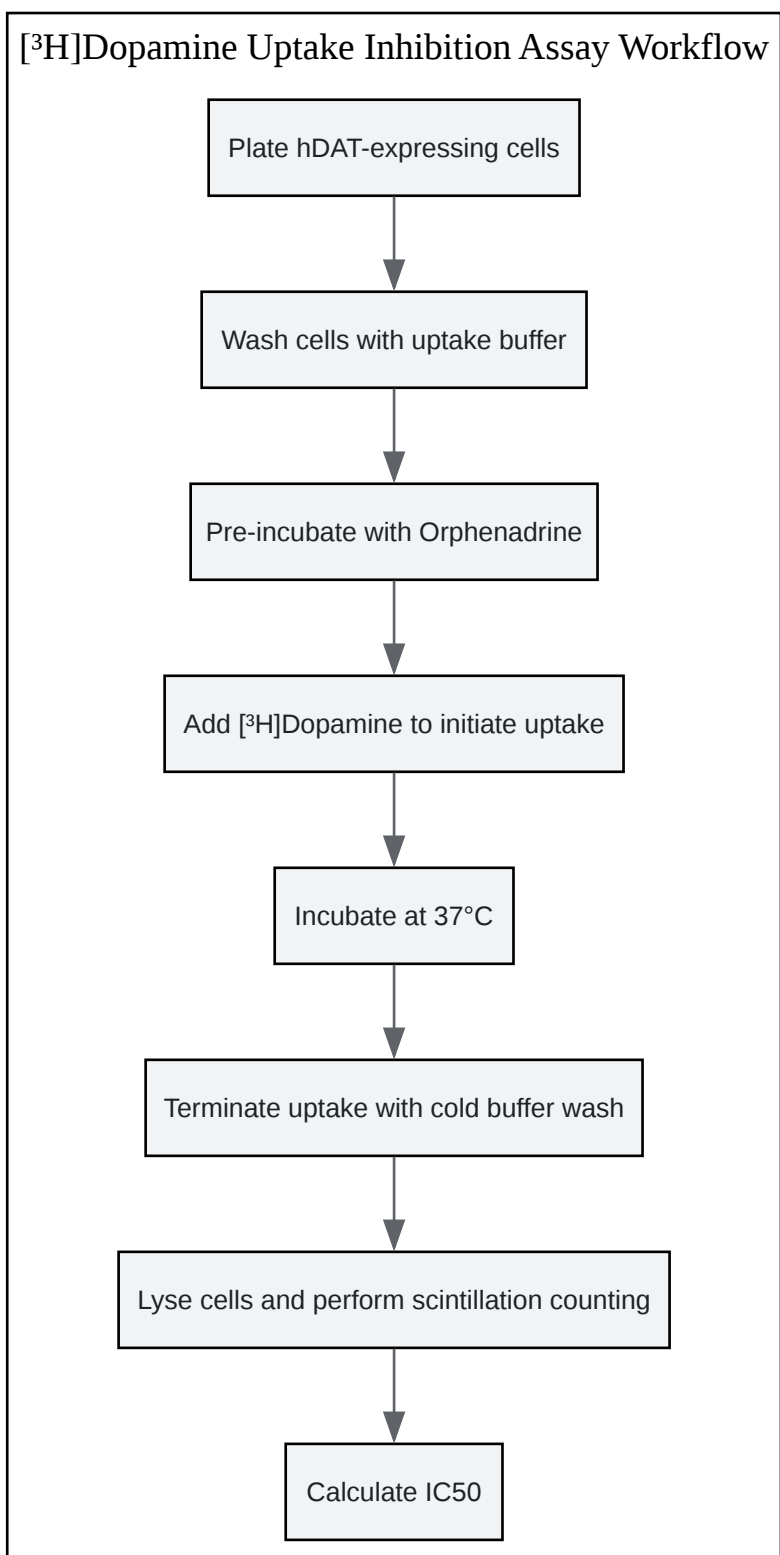 [³H]Dopamine Uptake Inhibition Assay Workflow
Plate hDAT-expressing cells
Wash cells with uptake buffer
Pre-incubate with Orphenadrine
Add [³H]Dopamine to initiate uptake
Incubate at 37°C
Terminate uptake with cold buffer wash
Lyse cells and perform scintillation counting
Calculate IC50